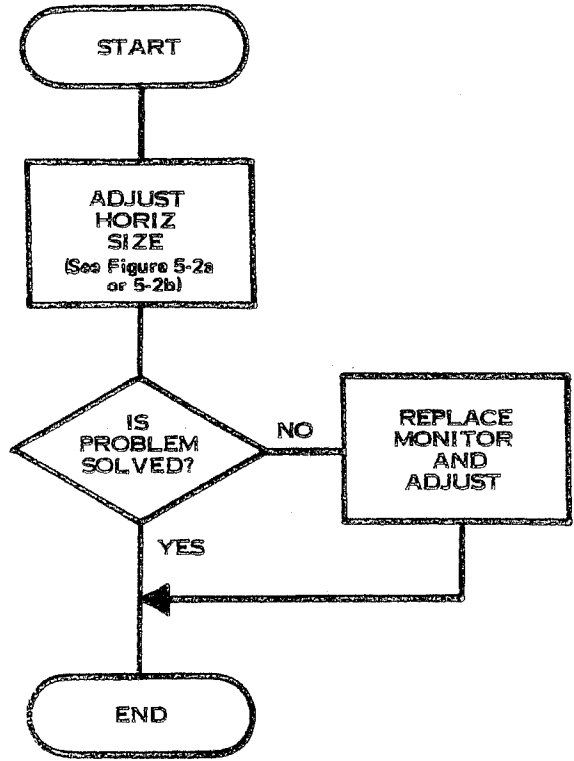 START
ADJUST
HORIZ
SIZE
(See Figure 5-2a
or 5-2b)
IS
PROBLEM
SOLVED?
NO
REPLACE
MONITOR
AND
ADJUST
YES
END